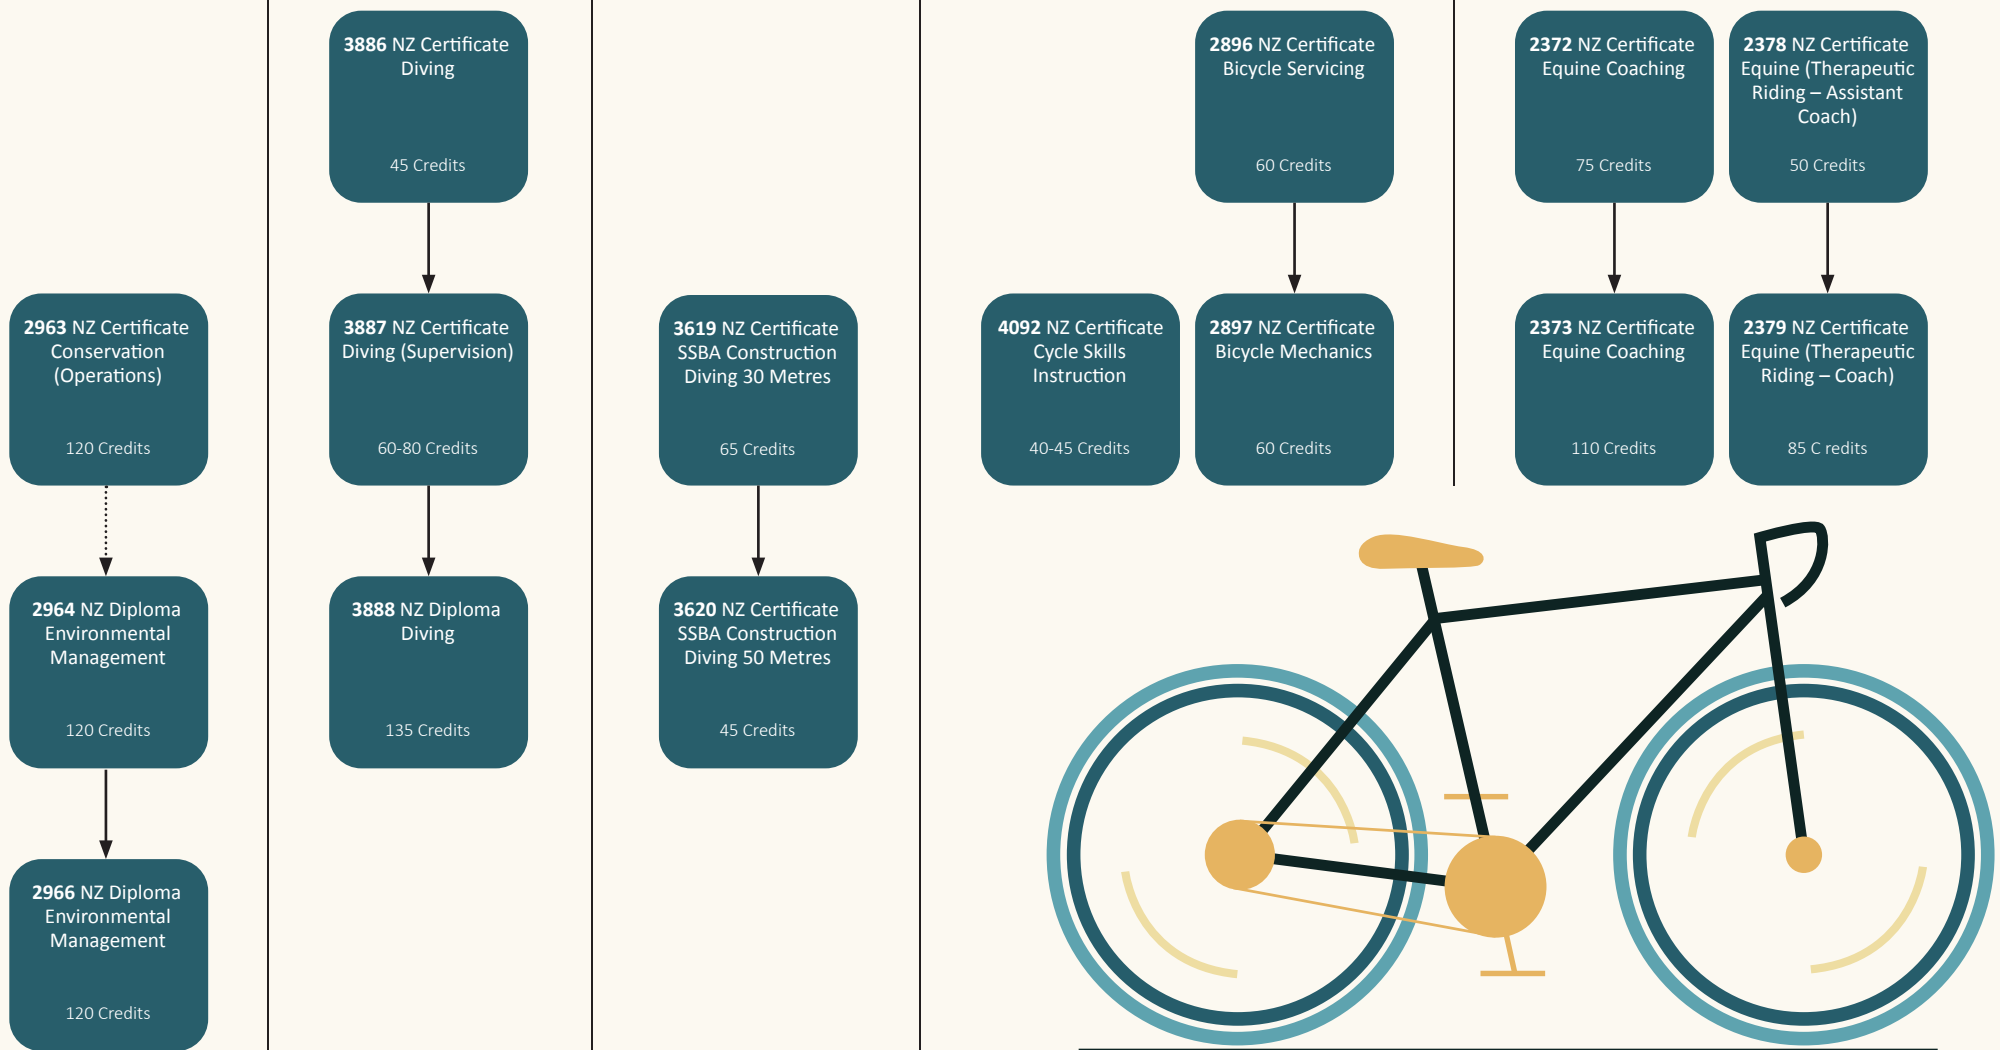 3886 NZ Certificate
Diving
45 Credits
2896 NZ Certificate
Bicycle Servicing
60 Credits
2372 NZ Certificate
Equine Coaching
75 Credits
2378 NZ Certificate
Equine (Therapeutic
Riding – Assistant
Coach)
50 Credits
2963 NZ Certificate
Conservation
(Operations)
120 Credits
3887 NZ Certificate
Diving (Supervision)
60-80 Credits
3619 NZ Certificate
SSBA Construction
Diving 30 Metres
65 Credits
4092 NZ Certificate
Cycle Skills
Instruction
40-45 Credits
2897 NZ Certificate
Bicycle Mechanics
60 Credits
2373 NZ Certificate
Equine Coaching
110 Credits
2379 NZ Certificate
Equine (Therapeutic
Riding – Coach)
85 C redits
2964 NZ Diploma
Environmental
Management
120 Credits
3888 NZ Diploma
Diving
135 Credits
3620 NZ Certificate
SSBA Construction
Diving 50 Metres
45 Credits
2966 NZ Diploma
Environmental
Management
120 Credits